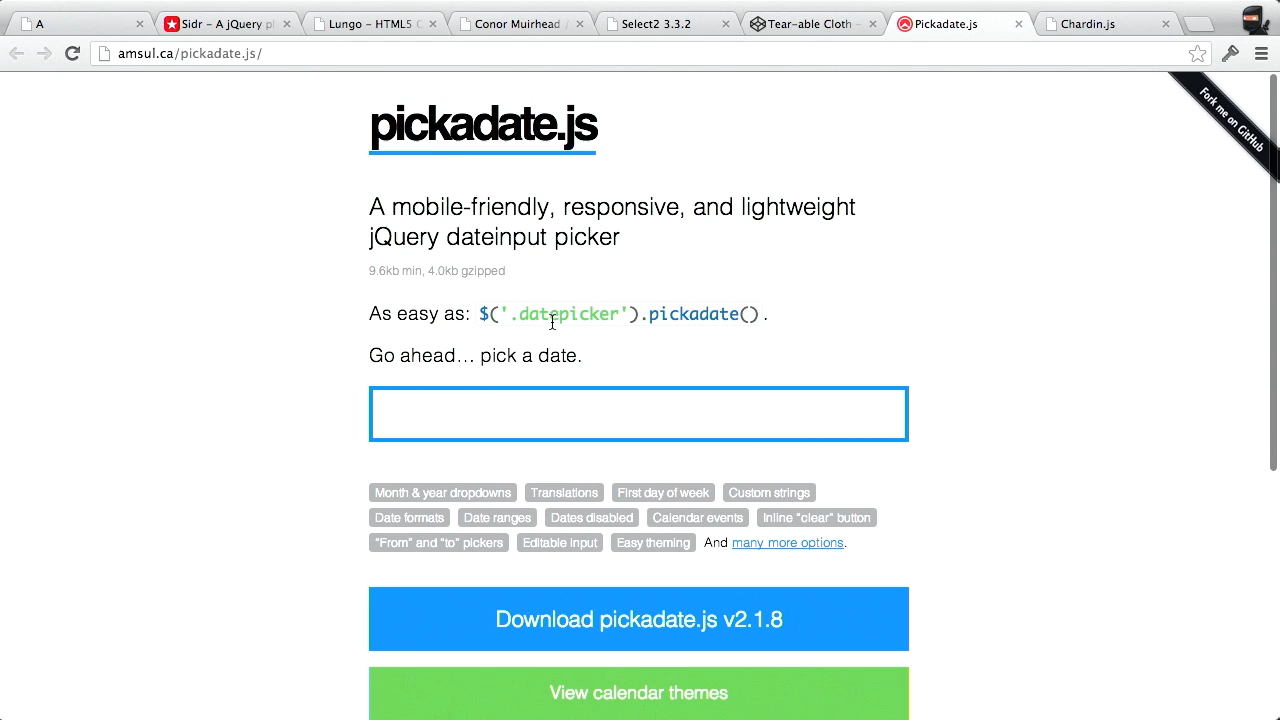 A
Sidr - A jQuery pl
Lungo – HTML5 C
Conor Muirhead /
Select2 3.3.2
Tear-able Cloth
Pickadate.js
Chardin.js
amsul.ca/pickadate.js/
Fork me on GitHub
pickadate.js
A mobile-friendly, responsive, and lightweight
jQuery dateinput picker
9.6kb min, 4.0kb gzipped
As easy as: $('.datepicker').pickadate() .
Go ahead… pick a date.
Month & year dropdowns Translations First day of week Custom strings
Date formats Date ranges Dates disabled Calendar events Inline “clear” button
“From” and “to” pickers Editable input Easy theming And many more options.
Download pickadate.js v2.1.8
View calendar themes